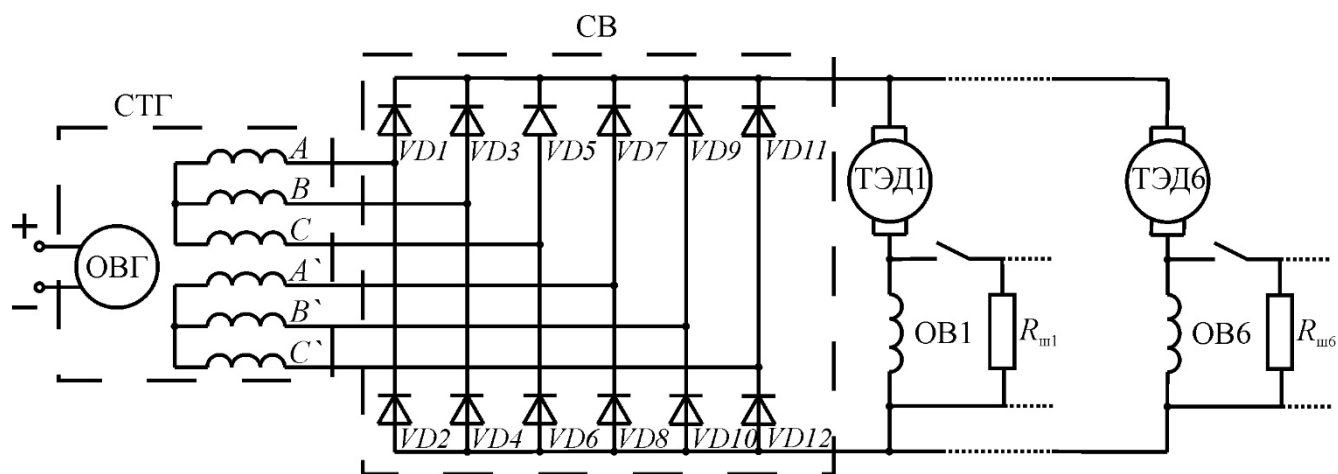 СВ
СТГ
A
B
C
A`
B`
C`
+
−
ОВГ
VD1 VD3 VD5 VD7 VD9 VD11
VD2 VD4 VD6 VD8 VD10 VD12
ТЭД1 ТЭД6
ОВ1 Rш1 ОВ6 Rш6